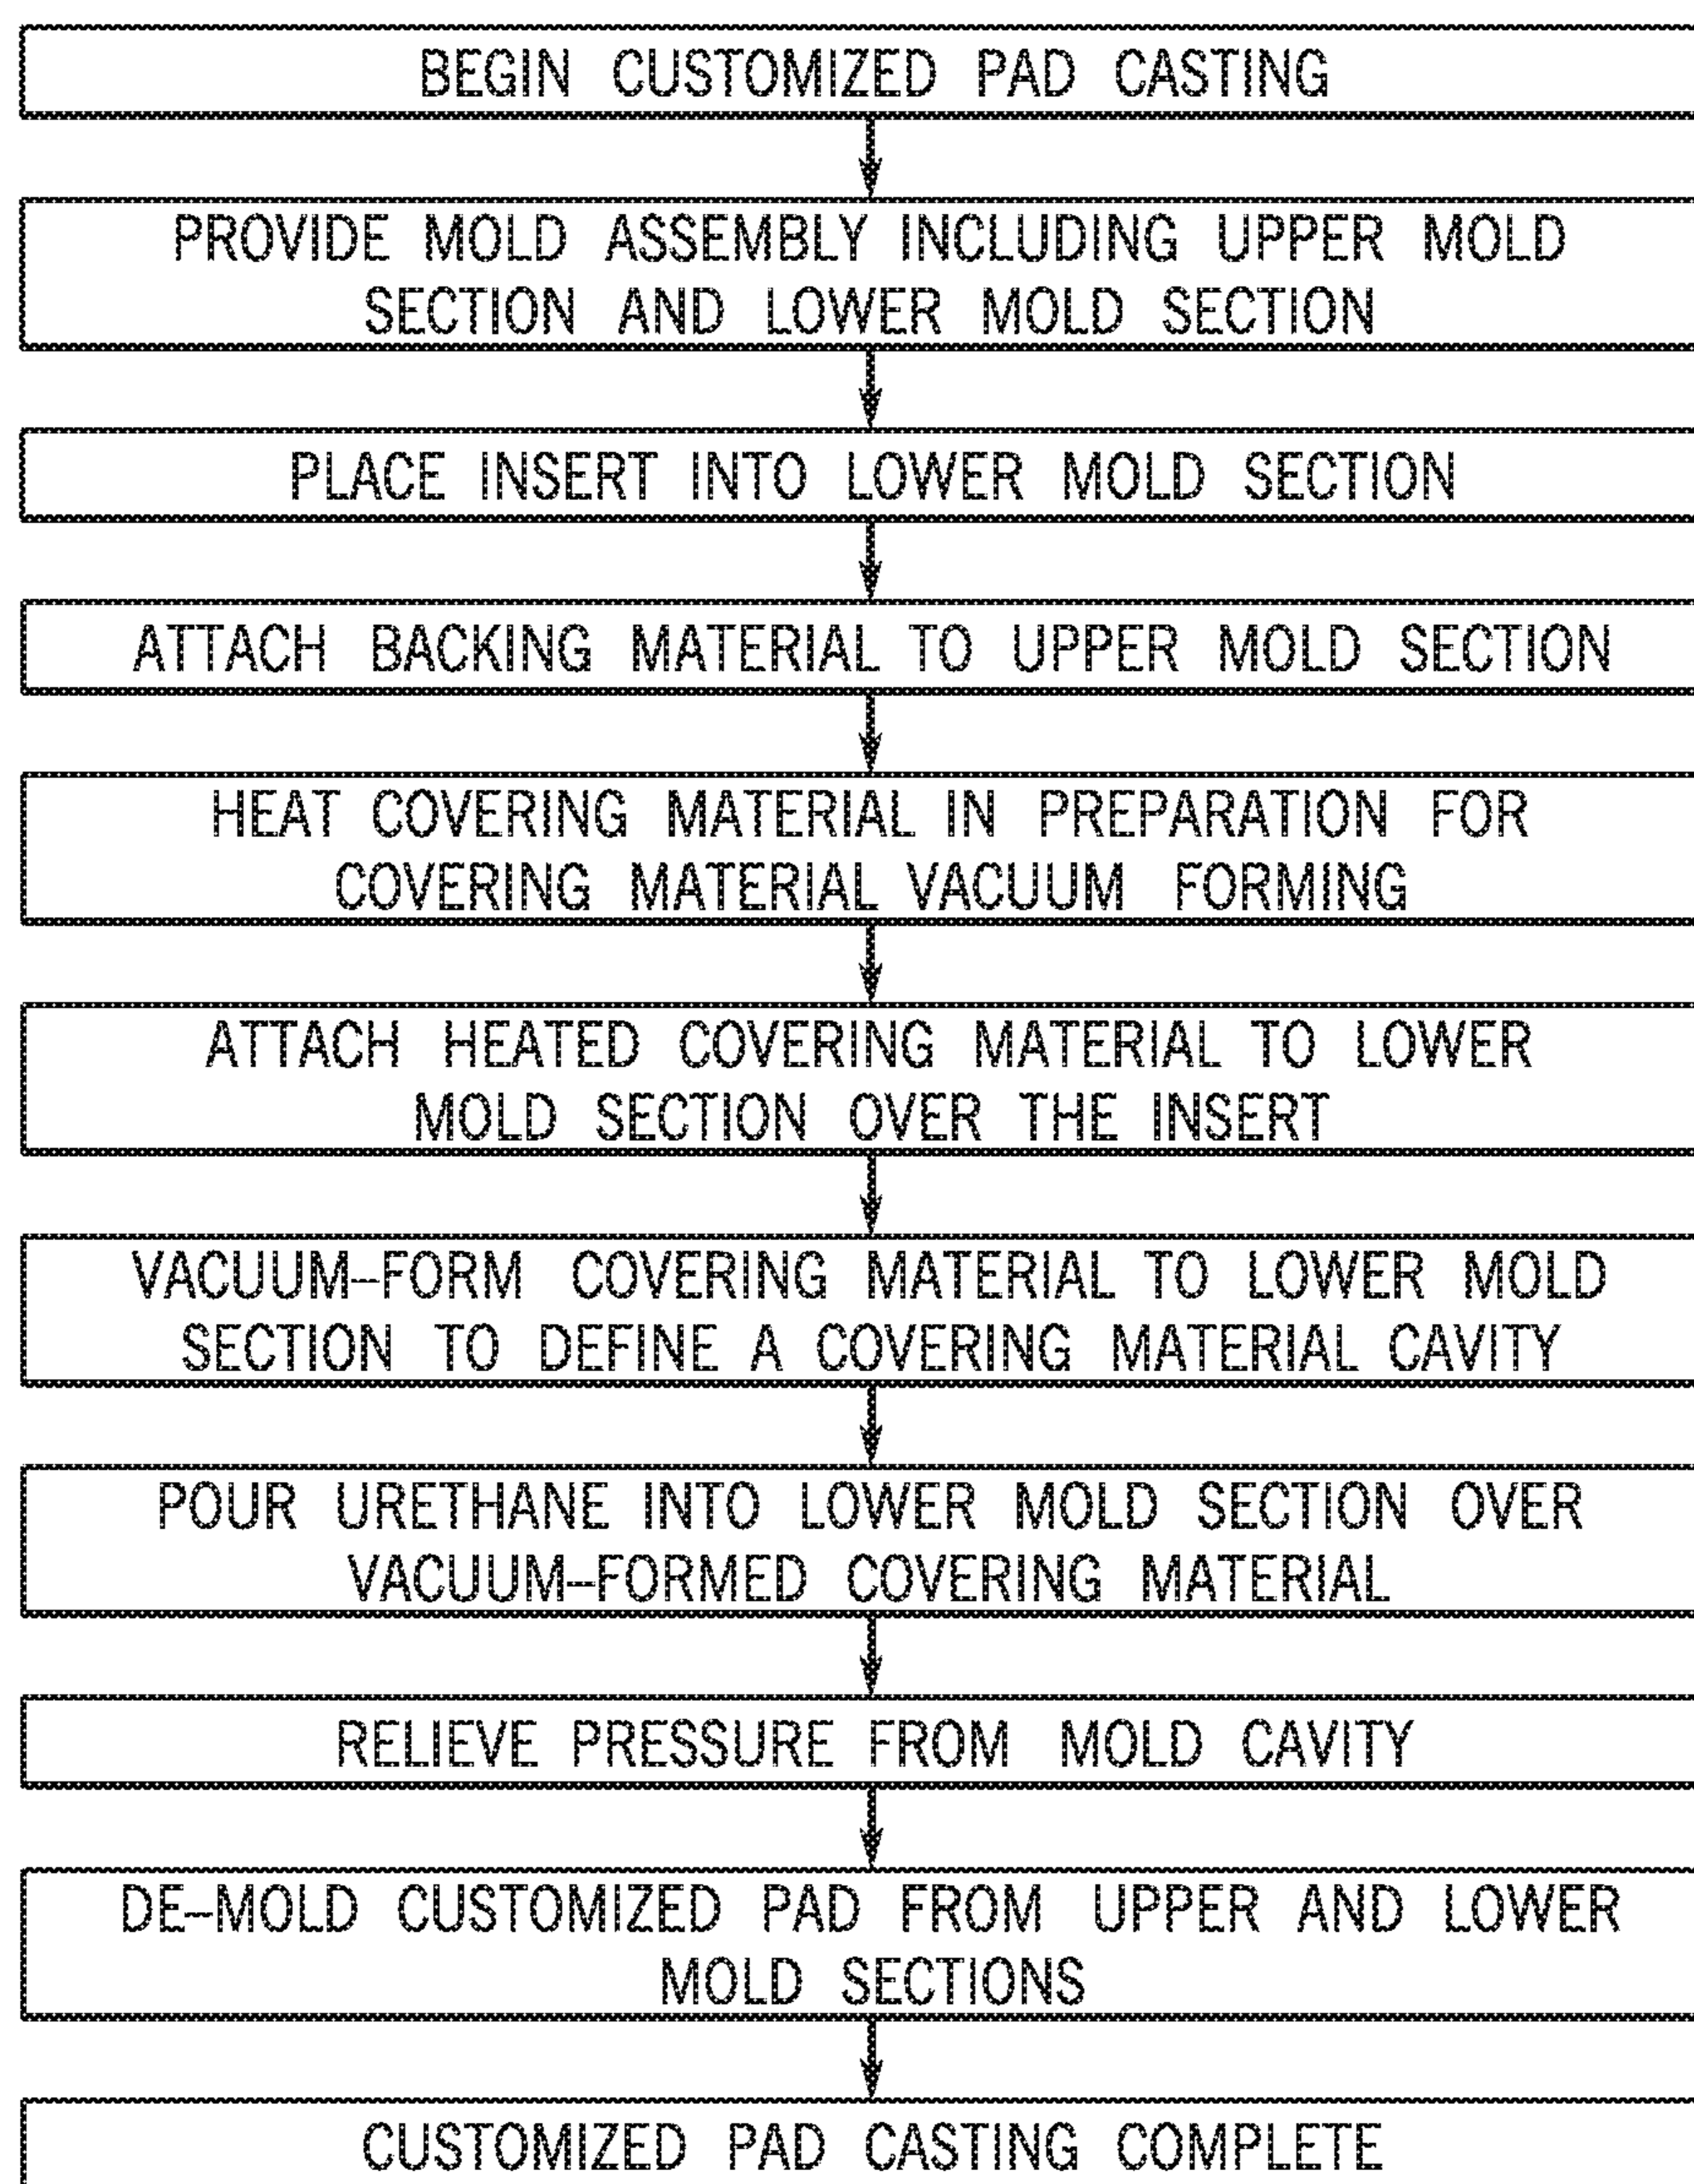 BEGIN CUSTOMIZED PAD CASTING
PROVIDE MOLD ASSEMBLY INCLUDING UPPER MOLD
SECTION AND LOWER MOLD SECTION
PLACE INSERT INTO LOWER MOLD SECTION
ATTACH BACKING MATERIAL TO UPPER MOLD SECTION
HEAT COVERING MATERIAL IN PREPARATION FOR
COVERING MATERIAL VACUUM FORMING
ATTACH HEATED COVERING MATERIAL TO LOWER
MOLD SECTION OVER THE INSERT
VACUUM–FORM COVERING MATERIAL TO LOWER MOLD
SECTION TO DEFINE A COVERING MATERIAL CAVITY
POUR URETHANE INTO LOWER MOLD SECTION OVER
VACUUM–FORMED COVERING MATERIAL
RELIEVE PRESSURE FROM MOLD CAVITY
DE–MOLD CUSTOMIZED PAD FROM UPPER AND LOWER
MOLD SECTIONS
CUSTOMIZED PAD CASTING COMPLETE